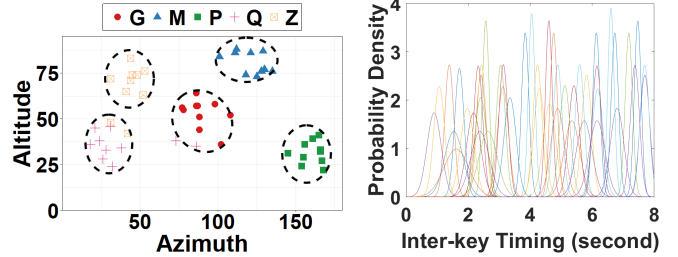 G M P Q Z
Altitude
75
50
25
0
50 100 150
Azimuth
Probability Density
4
3
2
1
0
0 2 4 6 8
Inter-key Timing (second)